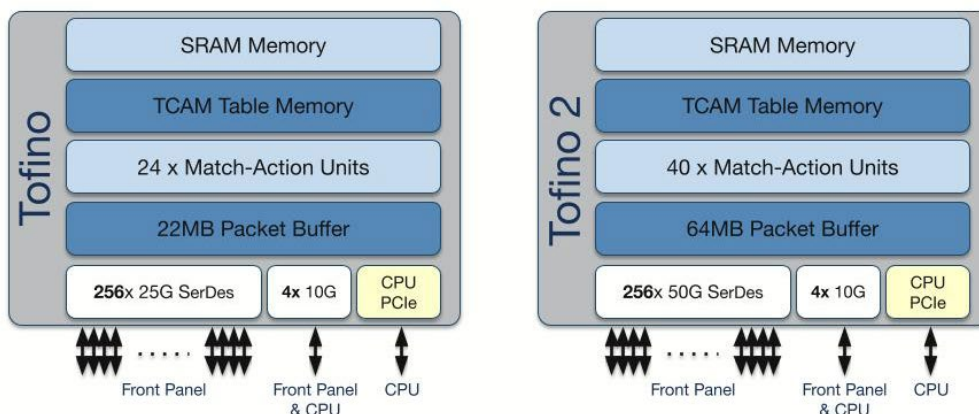 Tofino
SRAM Memory
TCAM Table Memory
24 x Match-Action Units
22MB Packet Buffer
256x 25G SerDes
4x 10G
CPU
PCIe
Front Panel
Front Panel
& CPU
CPU
Tofino 2
SRAM Memory
TCAM Table Memory
40 x Match-Action Units
64MB Packet Buffer
256x 50G SerDes
4x 10G
CPU
PCIe
Front Panel
Front Panel
& CPU
CPU